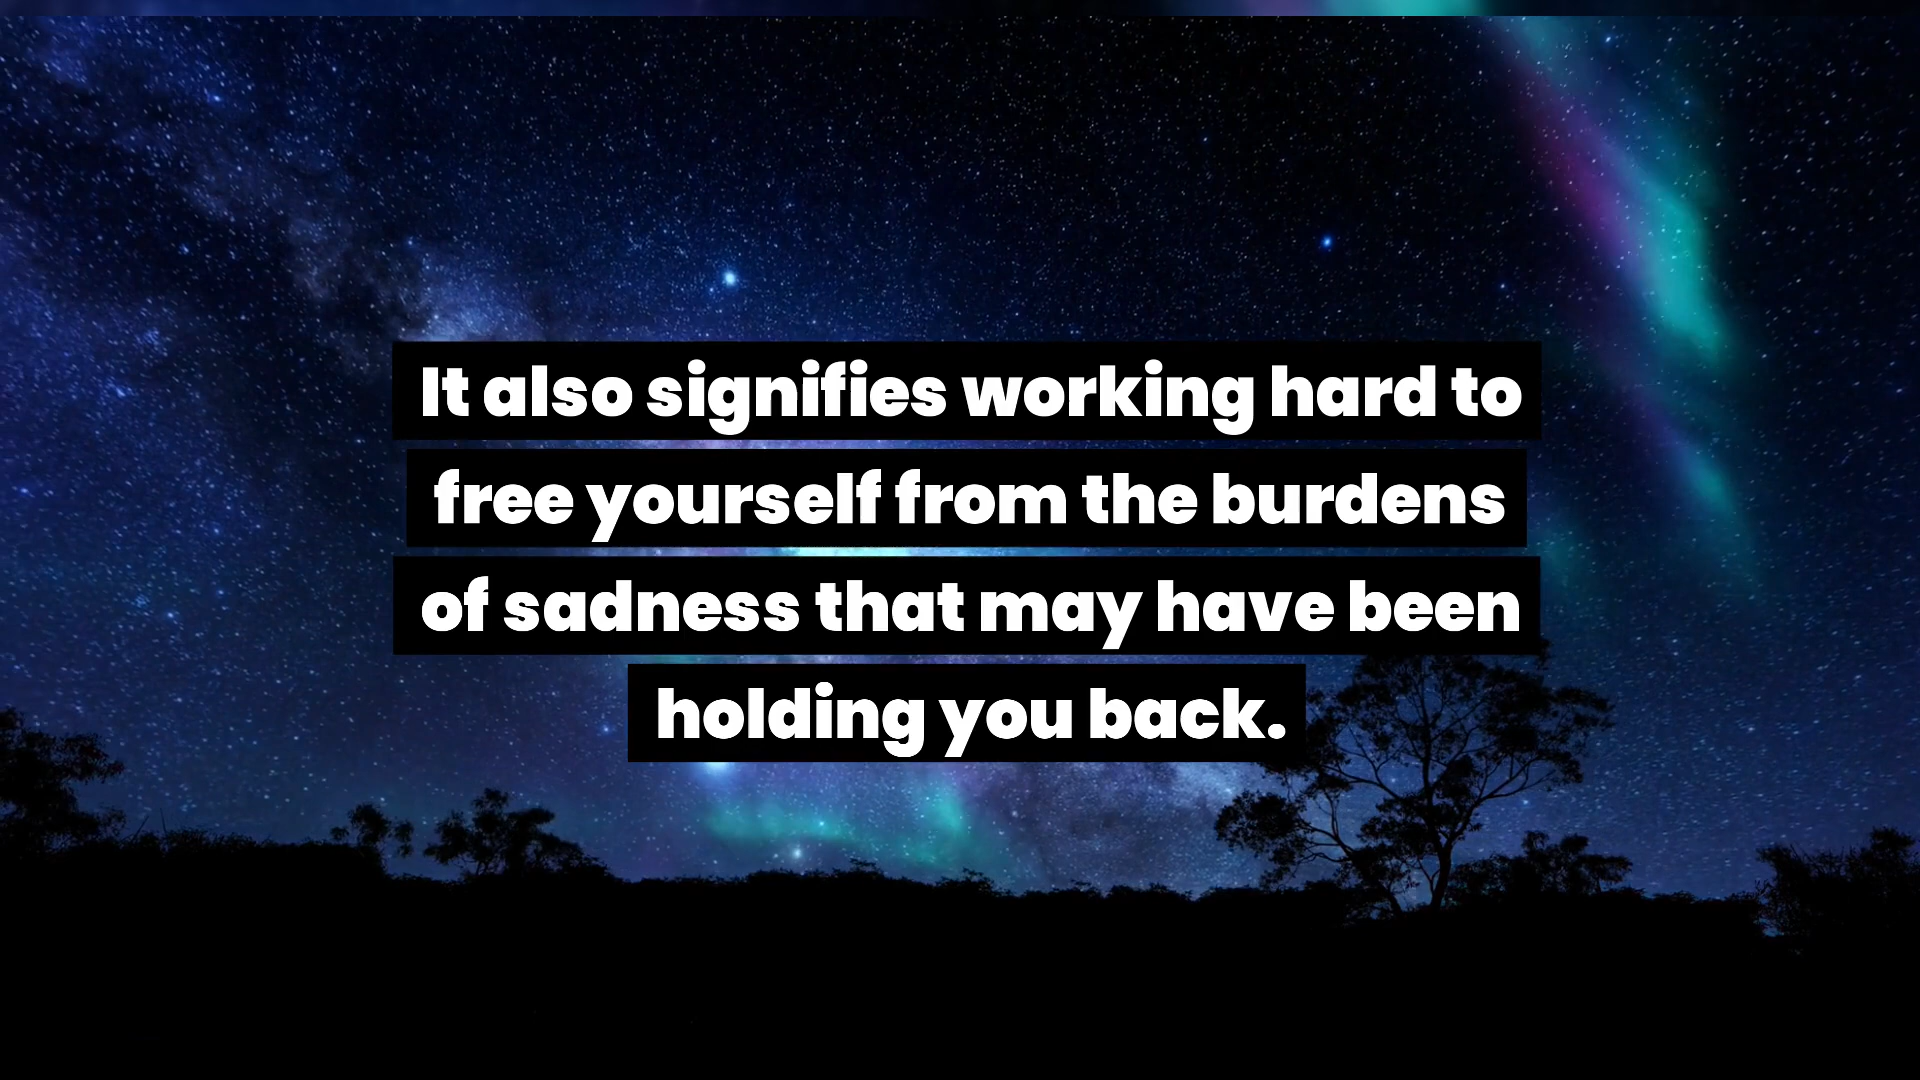 It also signifies working hard to
free yourself from the burdens
of sadness that may have been
holding you back.